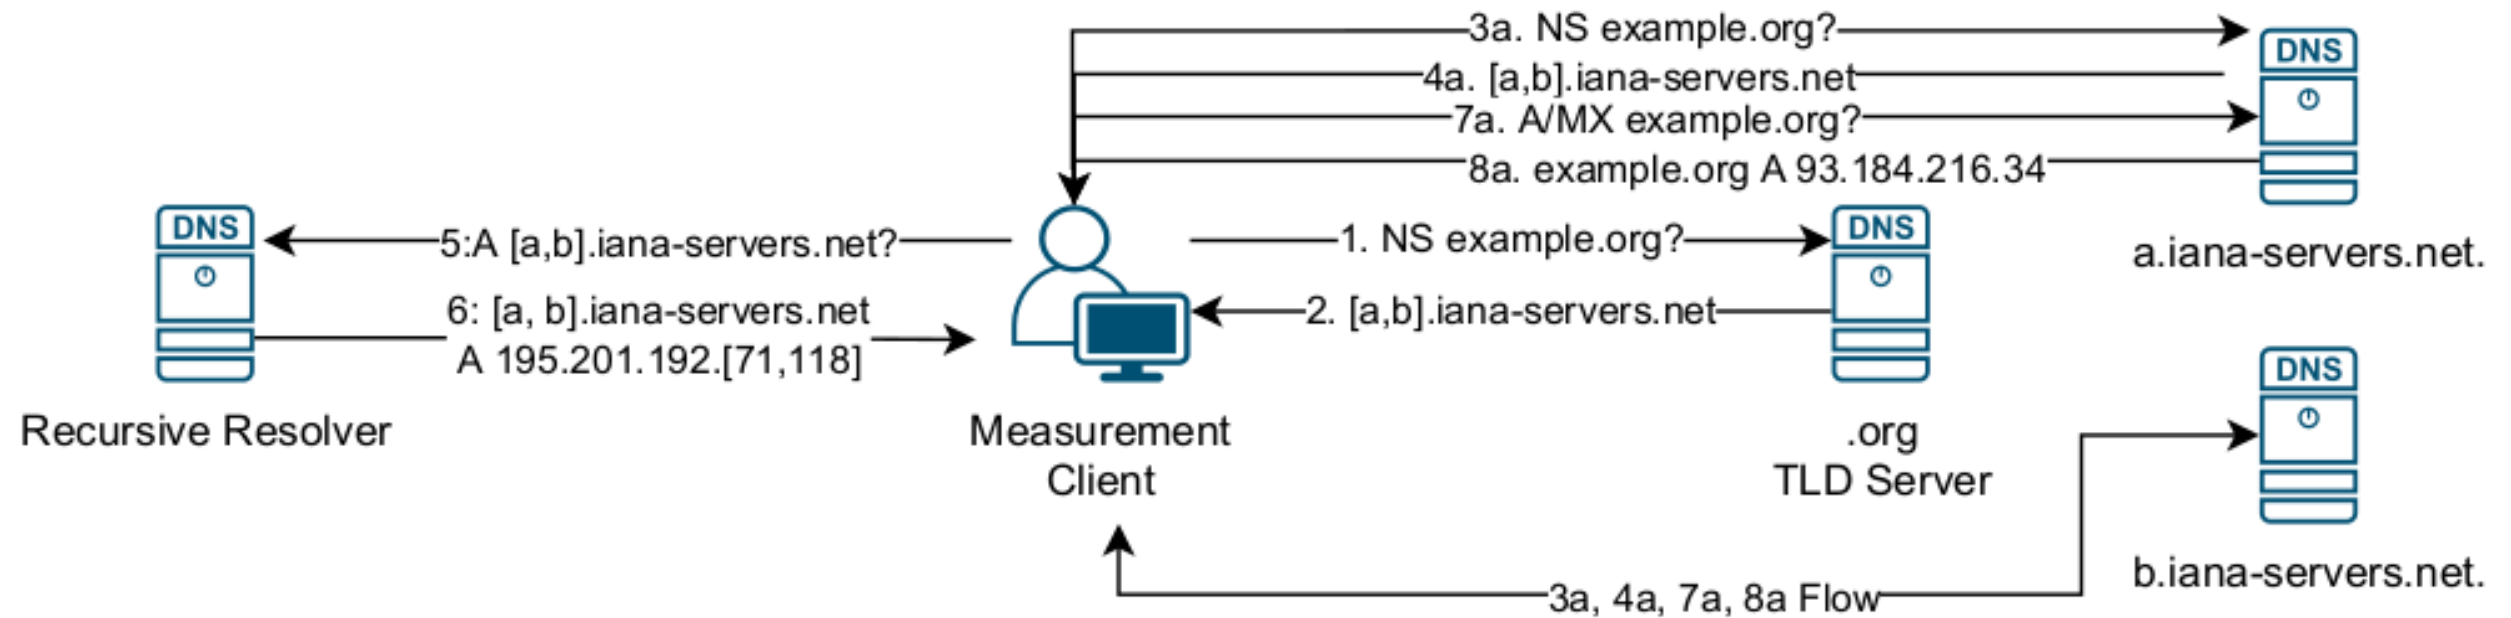 3a. NS example.org?
4a. [a,b].iana-servers.net
7a. A/MX example.org?
8a. example.org A 93.184.216.34
DNS
a.iana-servers.net.
DNS
5:A [a,b].iana-servers.net?
6: [a, b].iana-servers.net
A 195.201.192.[71,118]
Recursive Resolver
1. NS example.org?
2. [a,b].iana-servers.net
Measurement
Client
DNS
.org
TLD Server
DNS
b.iana-servers.net.
3a, 4a, 7a, 8a Flow